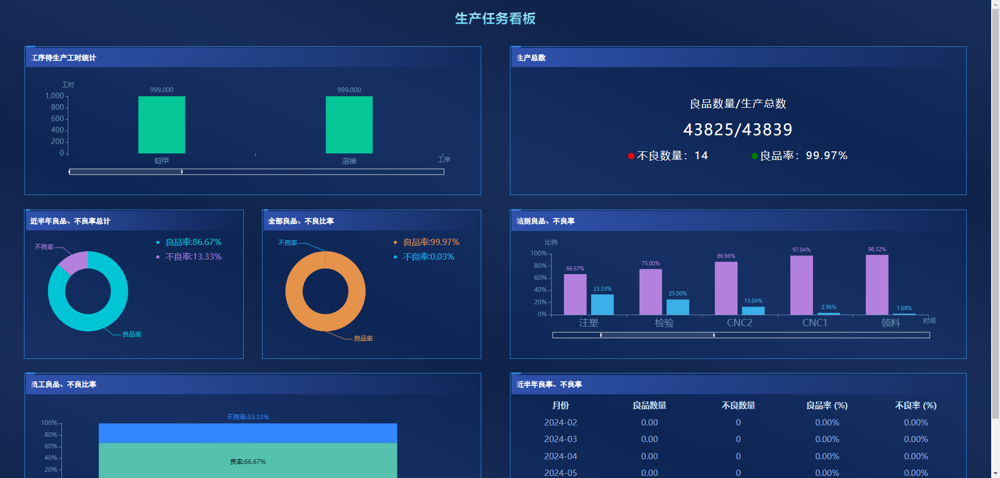 生产任务看板
工序待生产工时统计
工时
999.000
999.000
1,000
800
600
400
200
0
铠甲
溶接
工序
生产总数
良品数量/生产总数
43825/43839
不良数量：14
良品率：99.97%
近半年良品、不良率总计
不良率
良品率:86.67%
不良率:13.33%
良品率
全部良品、不良比率
不良率
良品率:99.97%
不良率:0.03%
良品率
站别良品、不良率
比例
100%
80%
60%
40%
20%
0%
66.67%
33.33%
75.00%
25.00%
86.96%
13.04%
97.04%
2.96%
98.32%
1.68%
注塑
检验
CNC2
CNC1
领料
时间
员工良品、不良比率
不良率:33.33%
100%
80%
60%
40%
20%
良率:66.67%
近半年良率、不良率
月份 良品数量 不良数量 良品率 (%) 不良率 (%)
2024-02 0.00 0 0.00% 0.00%
2024-03 0.00 0 0.00% 0.00%
2024-04 0.00 0 0.00% 0.00%
2024-05 0.00 0 0.00% 0.00%